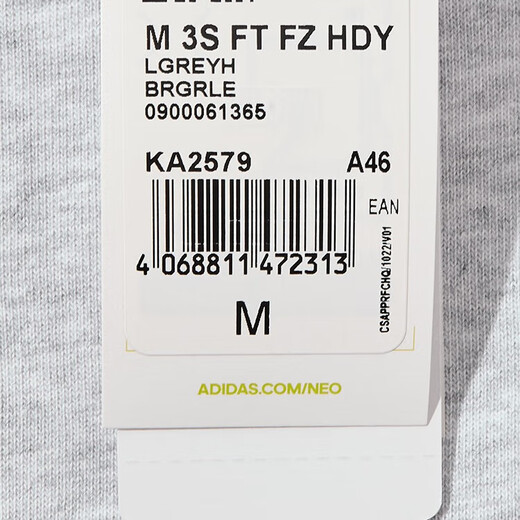 M 3S FT FZ HDY
LGREYH
BRGRLE
0900061365
KA2579 A46
EAN
4 068811 472313
CSAPPRFCHQ/1022/V01
M
ADIDAS.COM/NEO